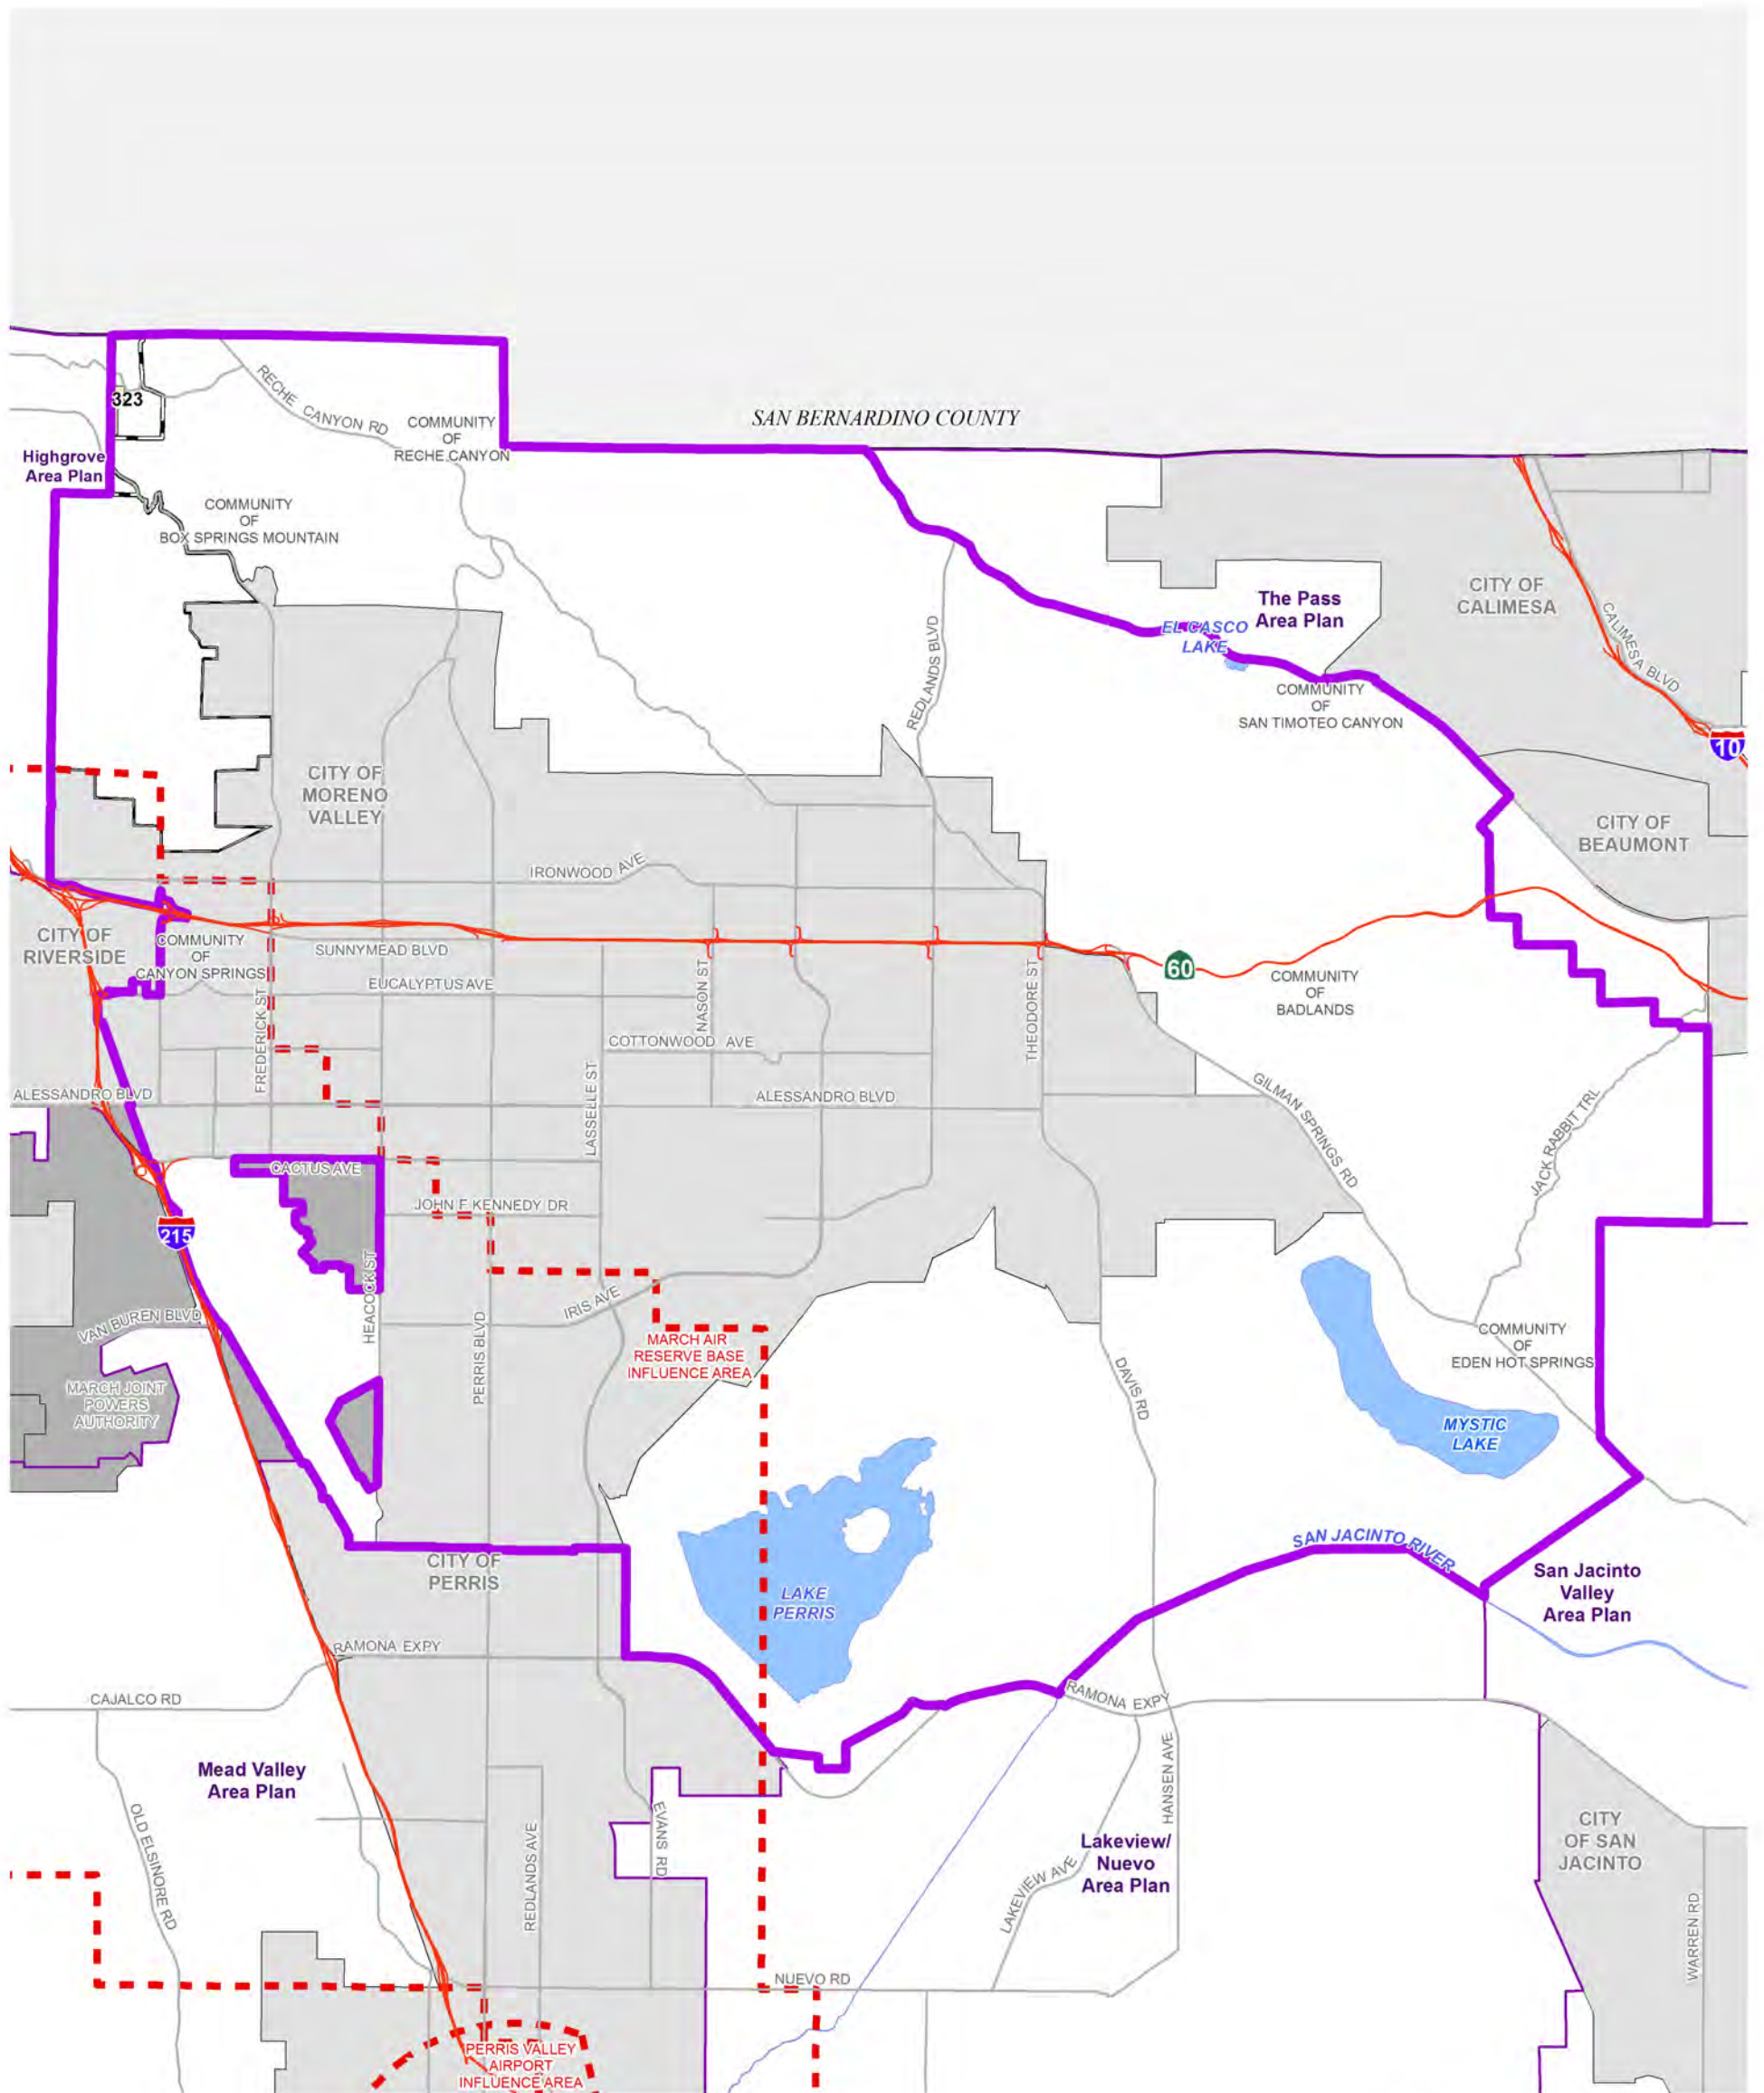 323
RECHE CANYON RD
COMMUNITY
OF
RECHE CANYON
SAN BERNARDINO COUNTY
Highgrove
Area Plan
COMMUNITY
OF
BOX SPRINGS MOUNTAIN
CITY OF
CALIMESA
CALIMESA BLVD
The Pass
Area Plan
EL CASCO
LAKE
REDLANDS BLVD
COMMUNITY
OF
SAN TIMOTEO CANYON
10
CITY OF
MORENO
VALLEY
CITY OF
BEAUMONT
IRONWOOD AVE
CITY OF
RIVERSIDE
COMMUNITY
OF
CANYON SPRINGS
SUNNYMEAD BLVD
EUCALYPTUS AVE
60
COMMUNITY
OF
BADLANDS
FREDERICK ST
NASON ST
THEODORE ST
COTTONWOOD AVE
ALESSANDRO BLVD
LASSELLE ST
ALESSANDRO BLVD
GILMAN SPRINGS RD
JACK RABBIT TRL
CACTUS AVE
JOHN F KENNEDY DR
215
HEACOCK ST
IRIS AVE
VAN BUREN BLVD
PERRIS BLVD
MARCH AIR
RESERVE BASE
INFLUENCE AREA
COMMUNITY
OF
EDEN HOT SPRINGS
MARCH JOINT
POWERS
AUTHORITY
DAVIS RD
MYSTIC
LAKE
SAN JACINTO RIVER
CITY OF
PERRIS
LAKE
PERRIS
San Jacinto
Valley
Area Plan
RAMONA EXPY
CAJALCO RD
RAMONA EXPY
Mead Valley
Area Plan
HANSEN AVE
OLD ELSINORE RD
REDLANDS AVE
EVANS RD
Lakeview/
Nuevo
Area Plan
LAKEVIEW AVE
CITY
OF SAN
JACINTO
WARREN RD
NUEVO RD
PERRIS VALLEY
AIRPORT
INFLUENCE AREA